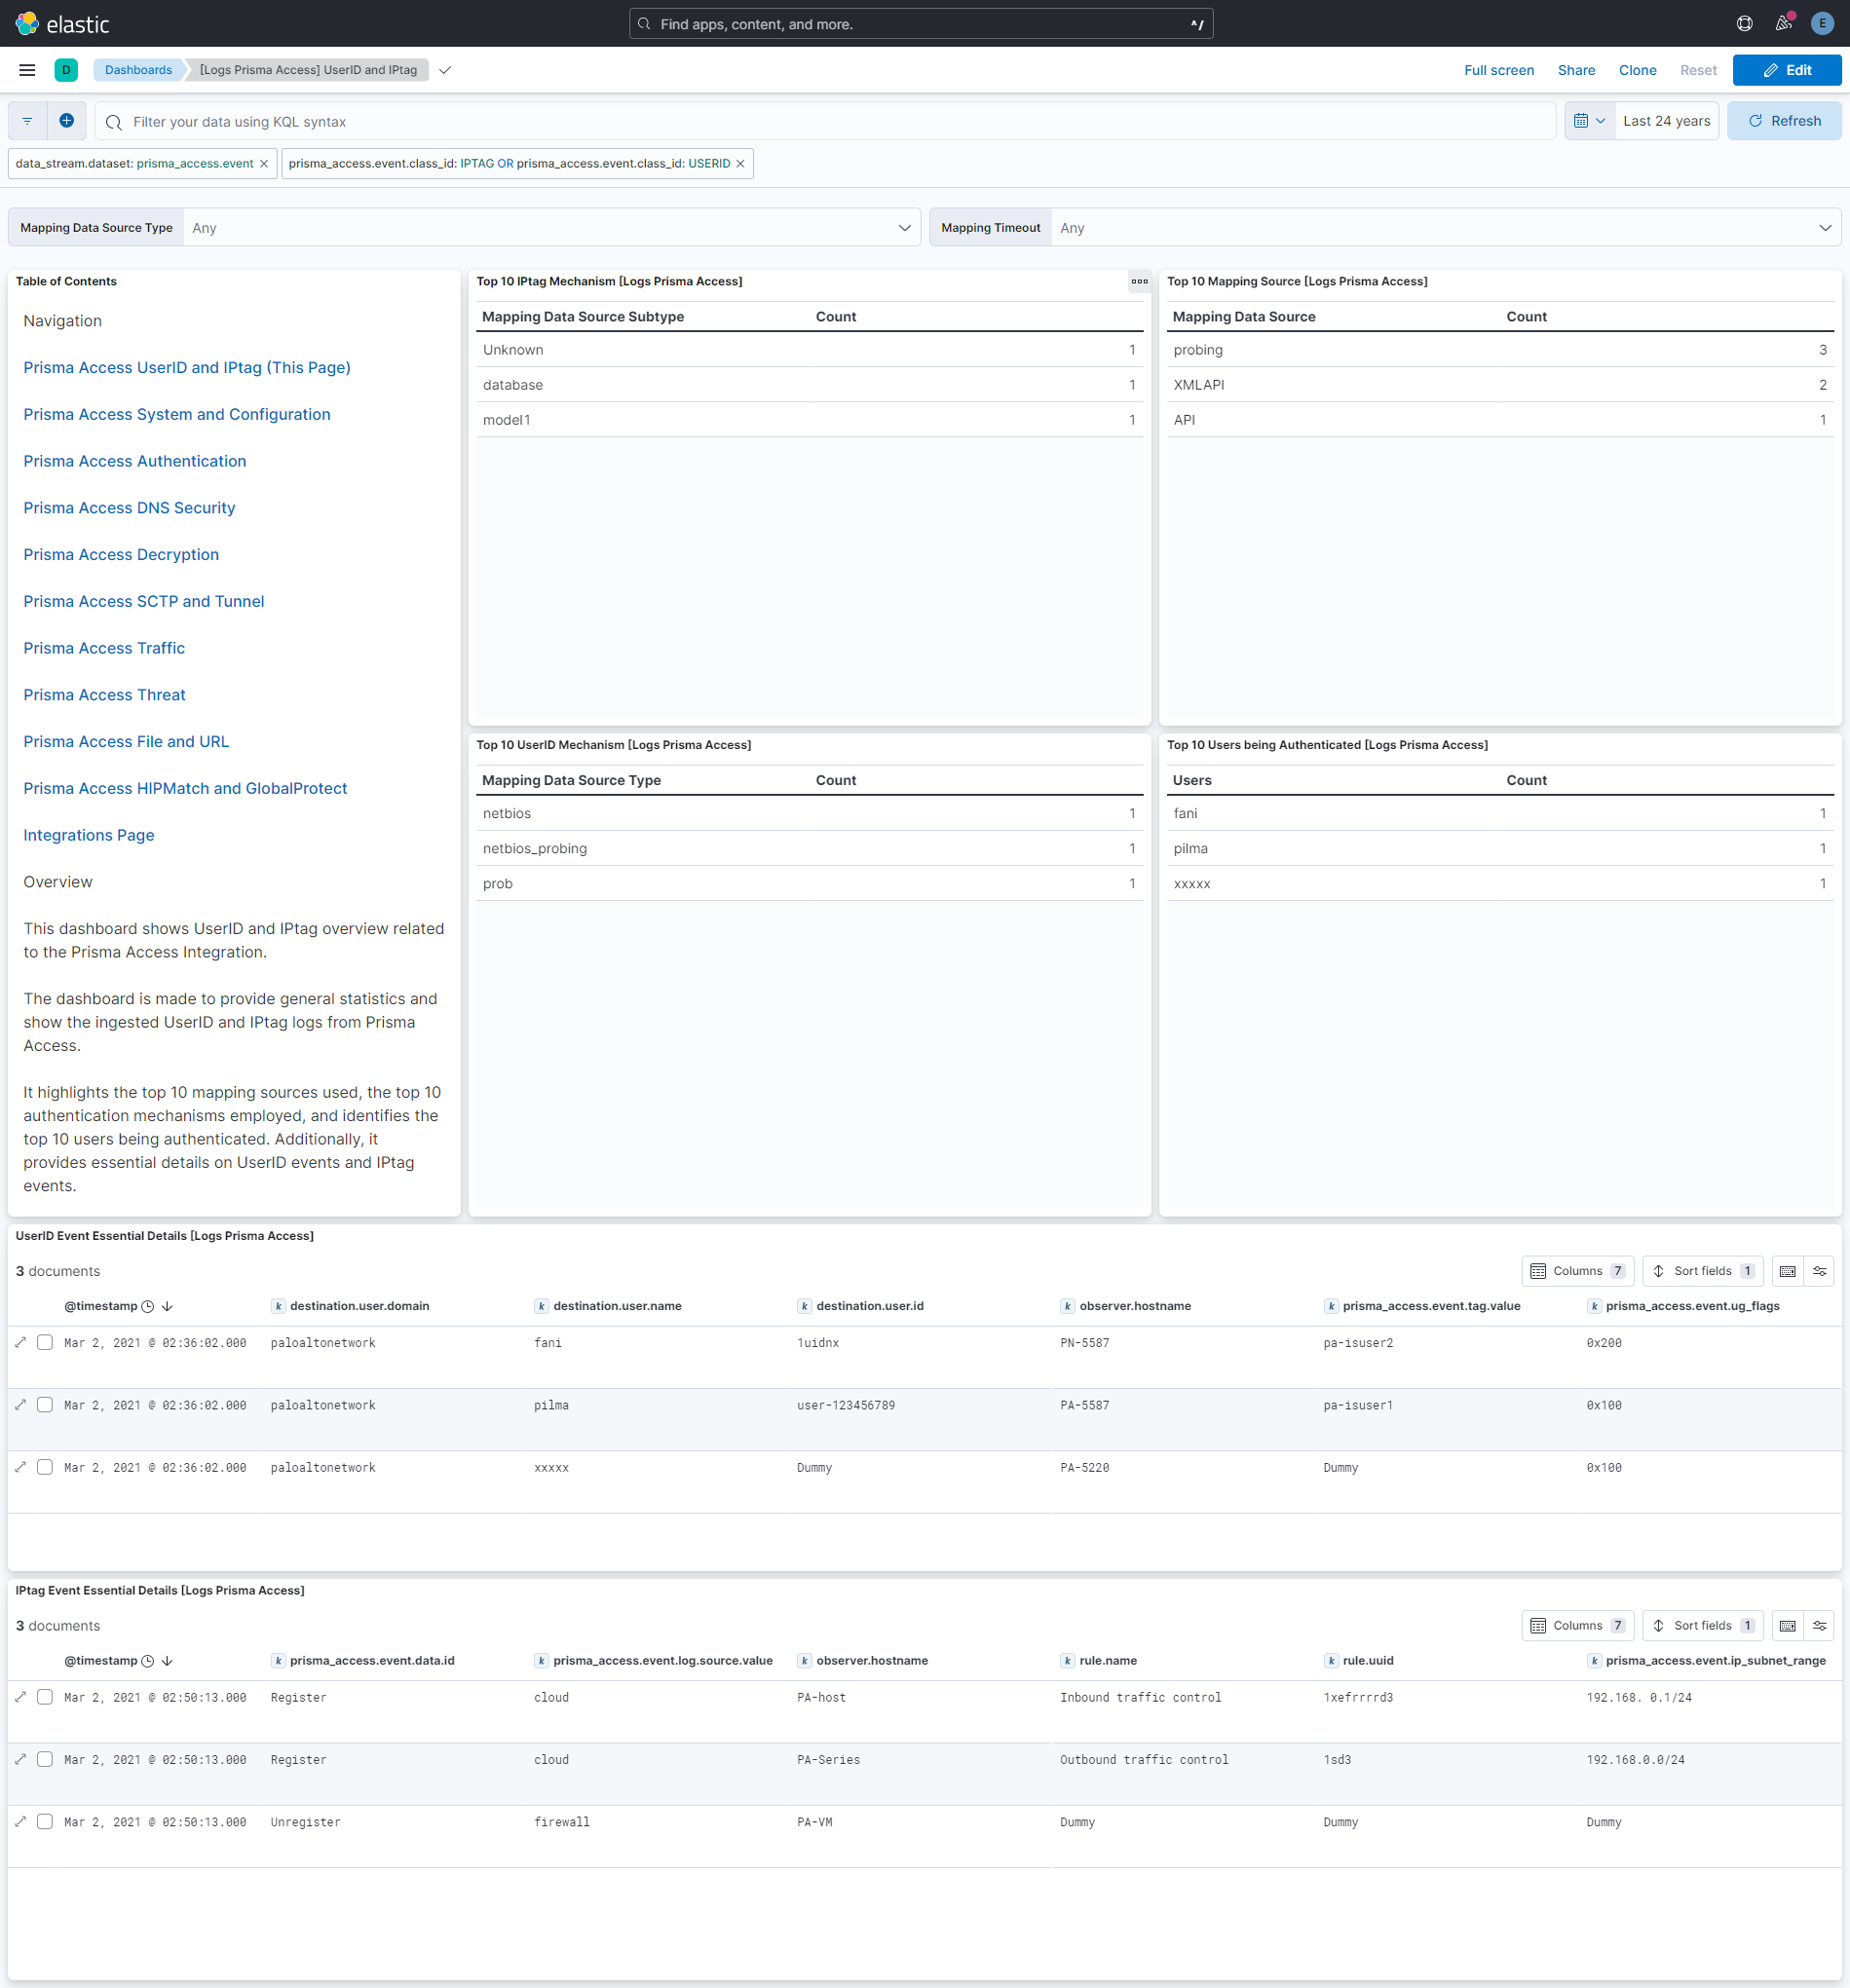 elastic
Find apps, content, and more.
^/
E
D
Dashboards
[Logs Prisma Access] UserID and IPtag
Full screen
Share
Clone
Reset
Edit
Filter your data using KQL syntax
Last 24 years
Refresh
data_stream.dataset: prisma_access.event
prisma_access.event.class_id: IPTAG OR prisma_access.event.class_id: USERID
Mapping Data Source Type Any
Mapping Timeout Any
Table of Contents
Navigation
Prisma Access UserID and IPtag (This Page)
Prisma Access System and Configuration
Prisma Access Authentication
Prisma Access DNS Security
Prisma Access Decryption
Prisma Access SCTP and Tunnel
Prisma Access Traffic
Prisma Access Threat
Prisma Access File and URL
Prisma Access HIPMatch and GlobalProtect
Integrations Page
Overview
This dashboard shows UserID and IPtag overview related
to the Prisma Access Integration.
The dashboard is made to provide general statistics and
show the ingested UserID and IPtag logs from Prisma
Access.
It highlights the top 10 mapping sources used, the top 10
authentication mechanisms employed, and identifies the
top 10 users being authenticated. Additionally, it
provides essential details on UserID events and IPtag
events.
Top 10 IPtag Mechanism [Logs Prisma Access]
Mapping Data Source Subtype Count
Unknown 1
database 1
model1 1
Top 10 Mapping Source [Logs Prisma Access]
Mapping Data Source Count
probing 3
XMLAPI 2
API 1
Top 10 UserID Mechanism [Logs Prisma Access]
Mapping Data Source Type Count
netbios 1
netbios_probing 1
prob 1
Top 10 Users being Authenticated [Logs Prisma Access]
Users Count
fani 1
pilma 1
xxxxx 1
UserID Event Essential Details [Logs Prisma Access]
3 documents
Columns 7
Sort fields 1
@timestamp k destination.user.domain k destination.user.name k destination.user.id k observer.hostname k prisma_access.event.tag.value k prisma_access.event.ug_flags
Mar 2, 2021 @ 02:36:02.000 paloaltonetwork fani 1uidnx PN-5587 pa-isuser2 0x200
Mar 2, 2021 @ 02:36:02.000 paloaltonetwork pilma user-123456789 PA-5587 pa-isuser1 0x100
Mar 2, 2021 @ 02:36:02.000 paloaltonetwork xxxxx Dummy PA-5220 Dummy 0x100
IPtag Event Essential Details [Logs Prisma Access]
3 documents
Columns 7
Sort fields 1
@timestamp k prisma_access.event.data.id k prisma_access.event.log.source.value k observer.hostname k rule.name k rule.uuid k prisma_access.event.ip_subnet_range
Mar 2, 2021 @ 02:50:13.000 Register cloud PA-host Inbound traffic control 1xefrrrrd3 192.168. 0.1/24
Mar 2, 2021 @ 02:50:13.000 Register cloud PA-Series Outbound traffic control 1sd3 192.168.0.0/24
Mar 2, 2021 @ 02:50:13.000 Unregister firewall PA-VM Dummy Dummy Dummy